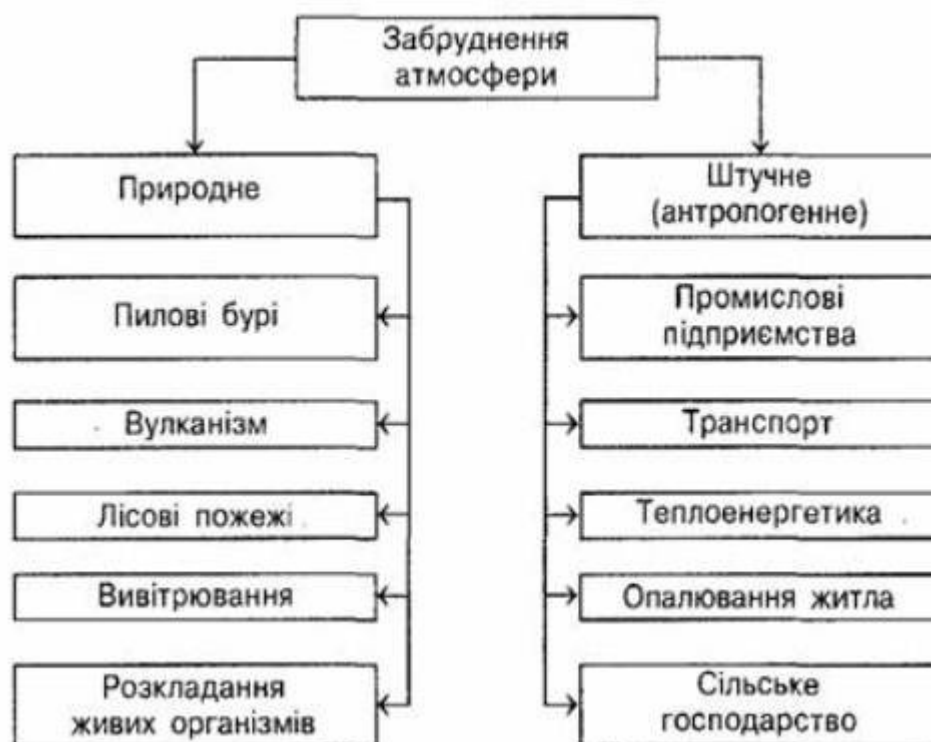 Забруднення
атмосфери
Природне
Пилові бурі
Вулканізм
Лісові пожежі
Вивітрювання
Розкладання
живих організмів
Штучне
(антропогенне)
Промислові
підприємства
Транспорт
Теплоенергетика
Опалювання житла
Сільське
господарство